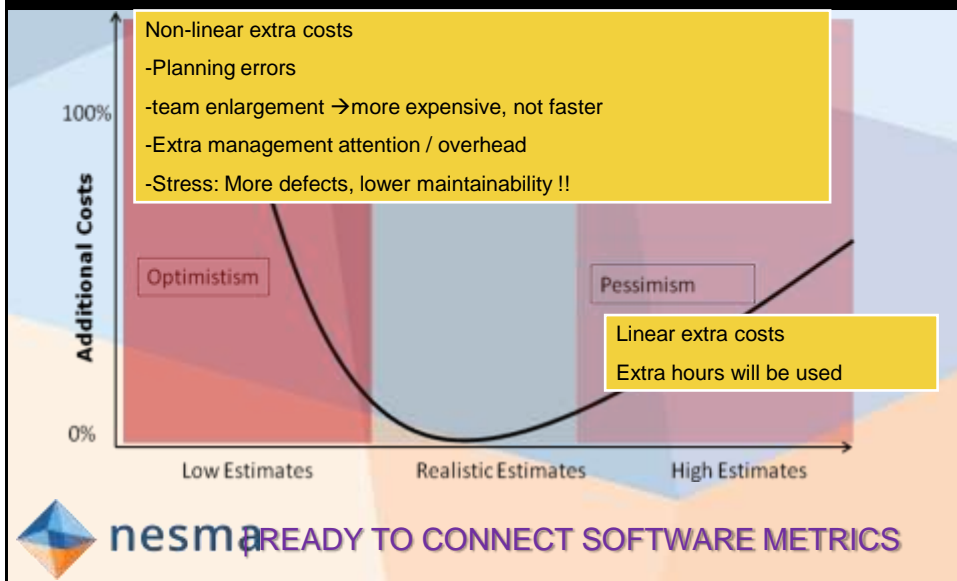 Non-linear extra costs
-Planning errors
-team enlargement →more expensive, not faster
-Extra management attention / overhead
-Stress: More defects, lower maintainability !!
100%
Additional Costs
Optimistism
Pessimism
Linear extra costs
Extra hours will be used
0%
Low Estimates
Realistic Estimates
High Estimates
nesma
| READY TO CONNECT SOFTWARE METRICS